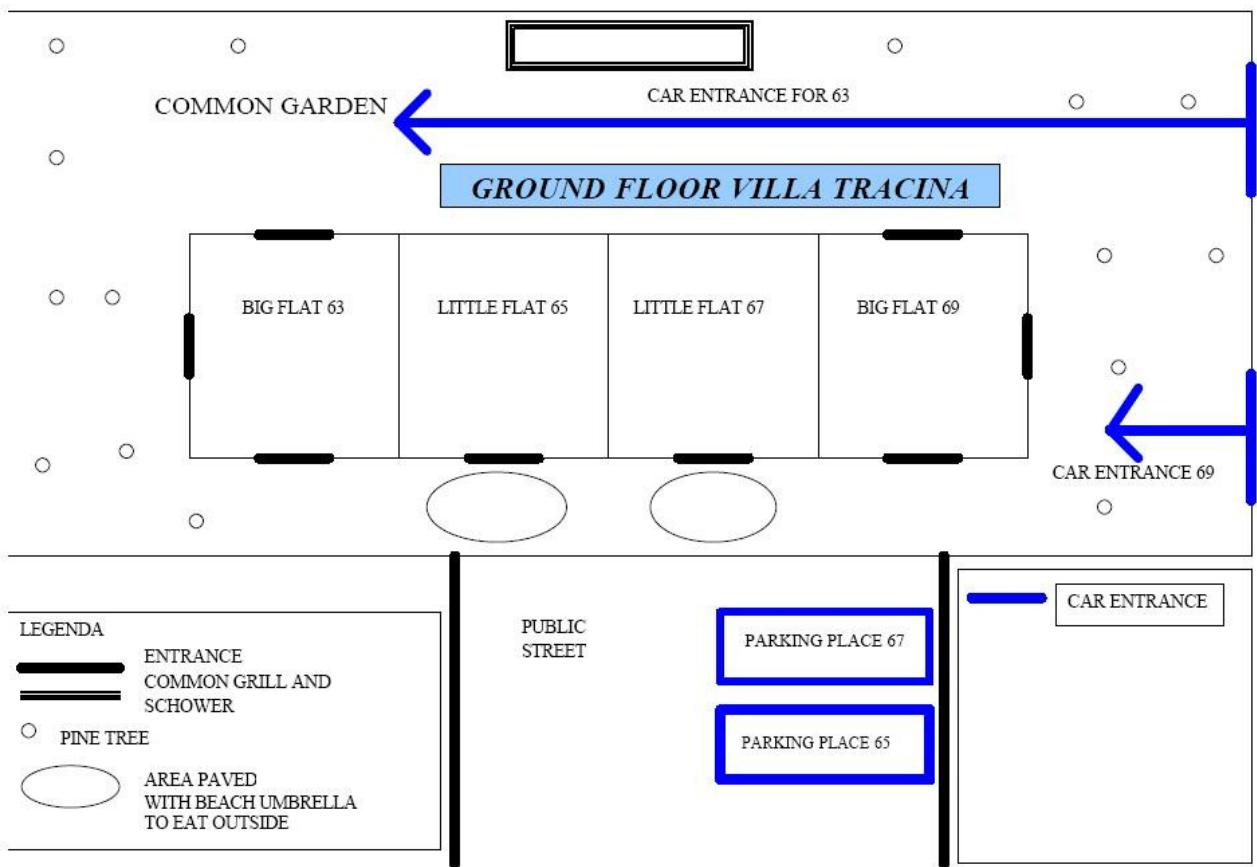 CAR ENTRANCE FOR 63
COMMON GARDEN
GROUND FLOOR VILLA TRACINA
BIG FLAT 63
LITTLE FLAT 65
LITTLE FLAT 67
BIG FLAT 69
CAR ENTRANCE 69
LEGENDA
ENTRANCE
COMMON GRILL AND
SCHOWER
PINE TREE
AREA PAVED
WITH BEACH UMBRELLA
TO EAT OUTSIDE
PUBLIC
STREET
PARKING PLACE 67
PARKING PLACE 65
CAR ENTRANCE